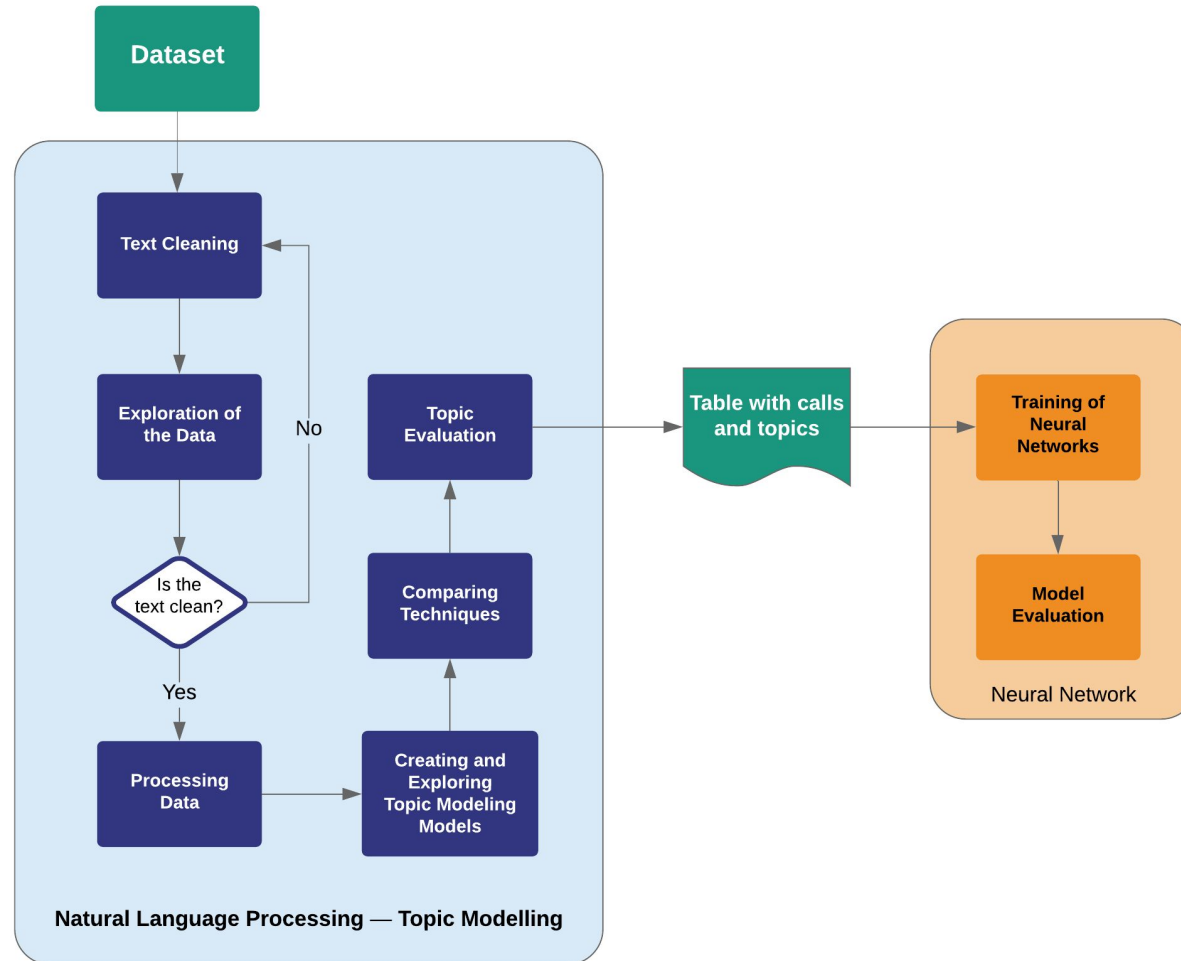 Dataset
Text Cleaning
Exploration of
the Data
No
Is the
text clean?
Yes
Processing
Data
Creating and
Exploring
Topic Modeling
Models
Comparing
Techniques
Topic
Evaluation
Natural Language Processing — Topic Modelling
Table with calls
and topics
Training of
Neural
Networks
Model
Evaluation
Neural Network